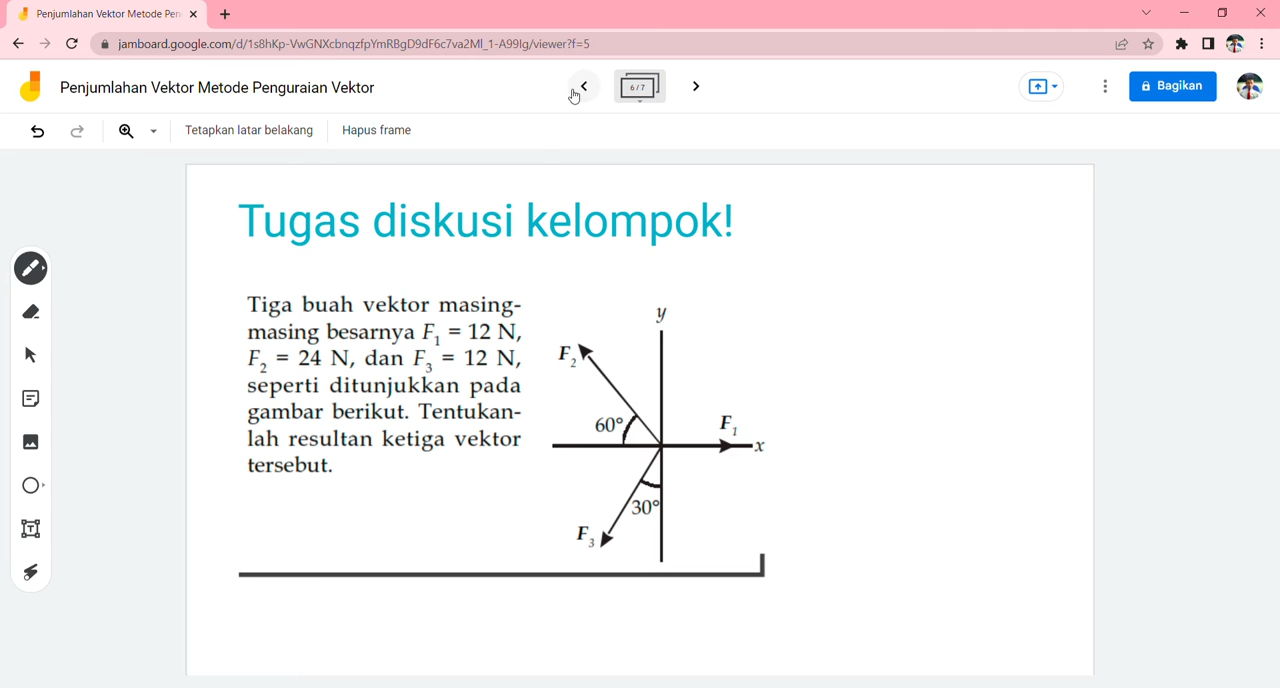 Penjumlahan Vektor Metode Pen
jamboard.google.com/d/1s8hKp-VwGNXcbnqzfpYmRBgD9dF6c7va2Ml_1-A99Ig/viewer?f=5
Penjumlahan Vektor Metode Penguraian Vektor
6 / 7
Bagikan
Tetapkan latar belakang
Hapus frame
Tugas diskusi kelompok!
Tiga buah vektor masing-
masing besarnya F₁ = 12 N,
F₂ = 24 N, dan F₃ = 12 N,
seperti ditunjukkan pada
gambar berikut. Tentukan-
lah resultan ketiga vektor
tersebut.
y
F₂
60°
F₁
x
30°
F₃
T